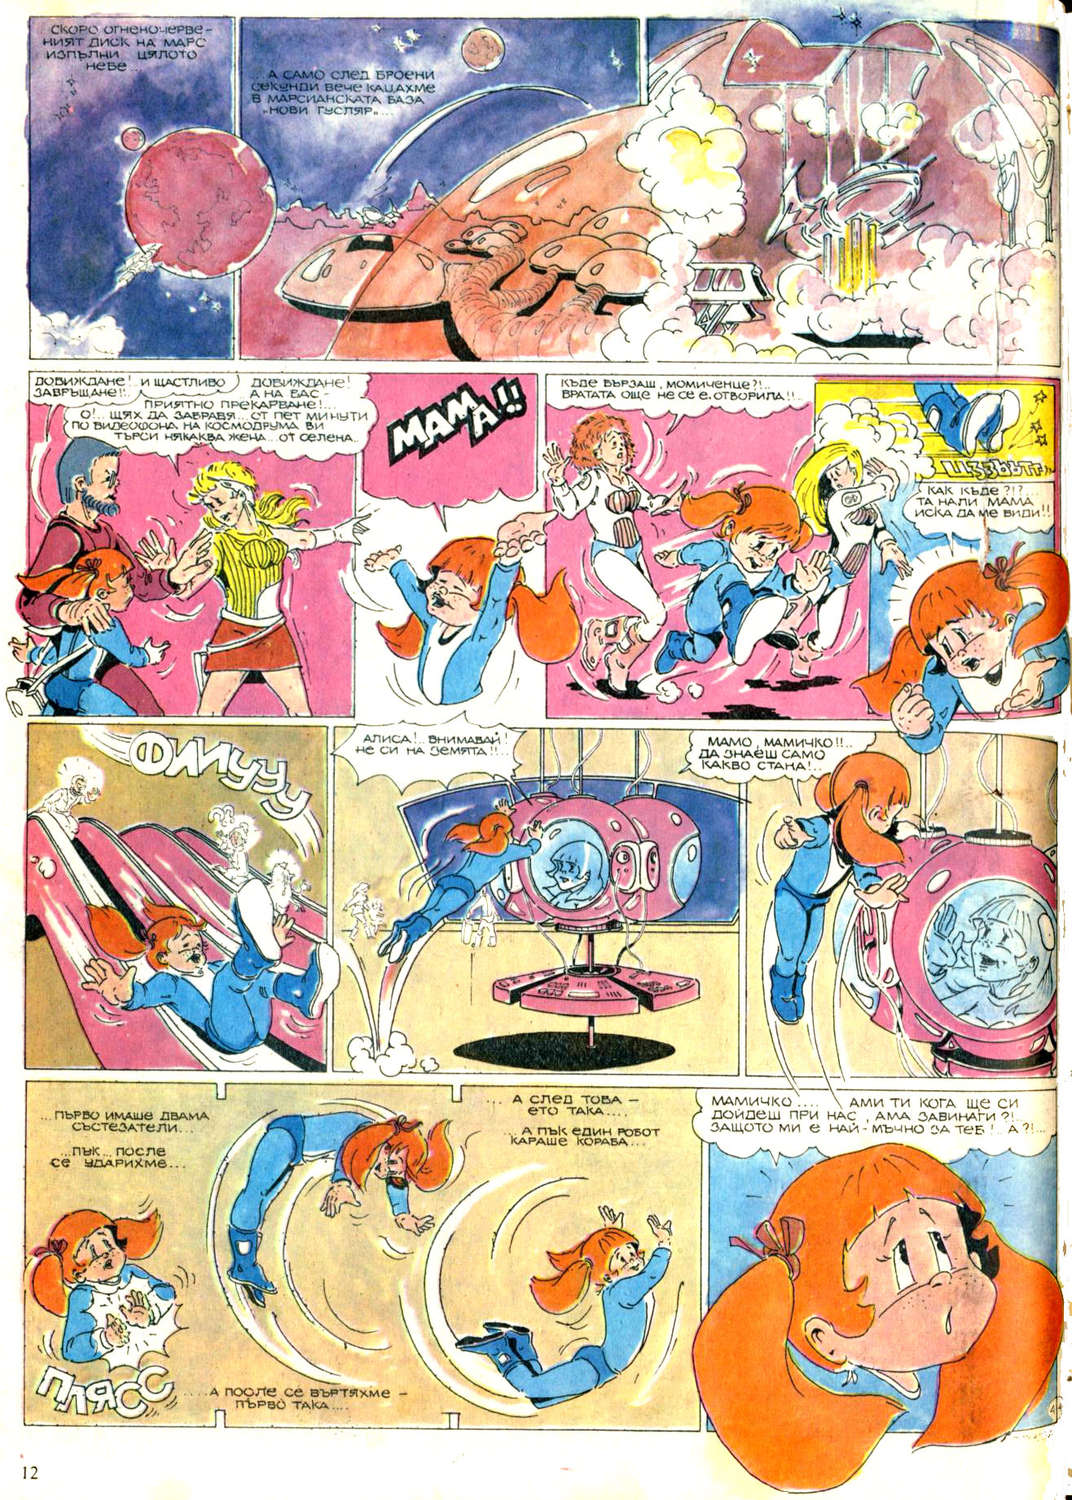 ...СКОРО ОГНЕНОЧЕРВЕ-
НИЯТ ДИСК НА МАРС
ИЗПЪЛНИ ЦЯЛОТО
НЕБЕ...
...А САМО СЛЕД БРОЕНИ
СЕКУНДИ ВЕЧЕ КАЦАХМЕ
В МАРСИАНСКАТА БАЗА
„НОВИ ГУСЛЯР“...
ДОВИЖДАНЕ!.. И ЩАСТЛИВО
ЗАВРЪЩАНЕ!!..
ДОВИЖДАНЕ!
А НА ВАС -
ПРИЯТНО ПРЕКАРВАНЕ!...
О!.. ЩЯХ ДА ЗАБРАВЯ... ОТ ПЕТ МИНУТИ
ПО ВИДЕОФОНА НА КОСМОДРУМА ВИ
ТЪРСИ НЯКАКВА ЖЕНА... ОТ СЕЛЕНА...
МАМА!!
КЪДЕ БЪРЗАШ, МОМИЧЕНЦЕ?!..
ВРАТАТА ОЩЕ НЕ СЕ Е ОТВОРИЛА!!..
ЦЗЗЪЪТТ
КАК КЪДЕ?!?...
ТА НАЛИ МАМА
ИСКА ДА МЕ ВИДИ!!
ФИИУУУ
АЛИСА!.. ВНИМАВАЙ!
НЕ СИ НА ЗЕМЯТА!!...
МАМО, МАМИЧКО!!..
ДА ЗНАЕШ САМО
КАКВО СТАНА!..
...ПЪРВО ИМАШЕ ДВАМА
СЪСТЕЗАТЕЛИ...
...ПЪК... ПОСЛЕ
СЕ УДАРИХМЕ...
ПЛЯСС
.....А ПОСЛЕ СЕ ВЪРТЯХМЕ -
ПЪРВО ТАКА....
... А СЛЕД ТОВА -
ЕТО ТАКА....
...А ПЪК ЕДИН РОБОТ
КАРАШЕ КОРАБА...
МАМИЧКО.... АМИ ТИ КОГА ЩЕ СИ
ДОЙДЕШ ПРИ НАС, АМА ЗАВИНАГИ?!..
ЗАЩОТО МИ Е НАЙ-МЪЧНО ЗА ТЕБ!.. А?!...
12